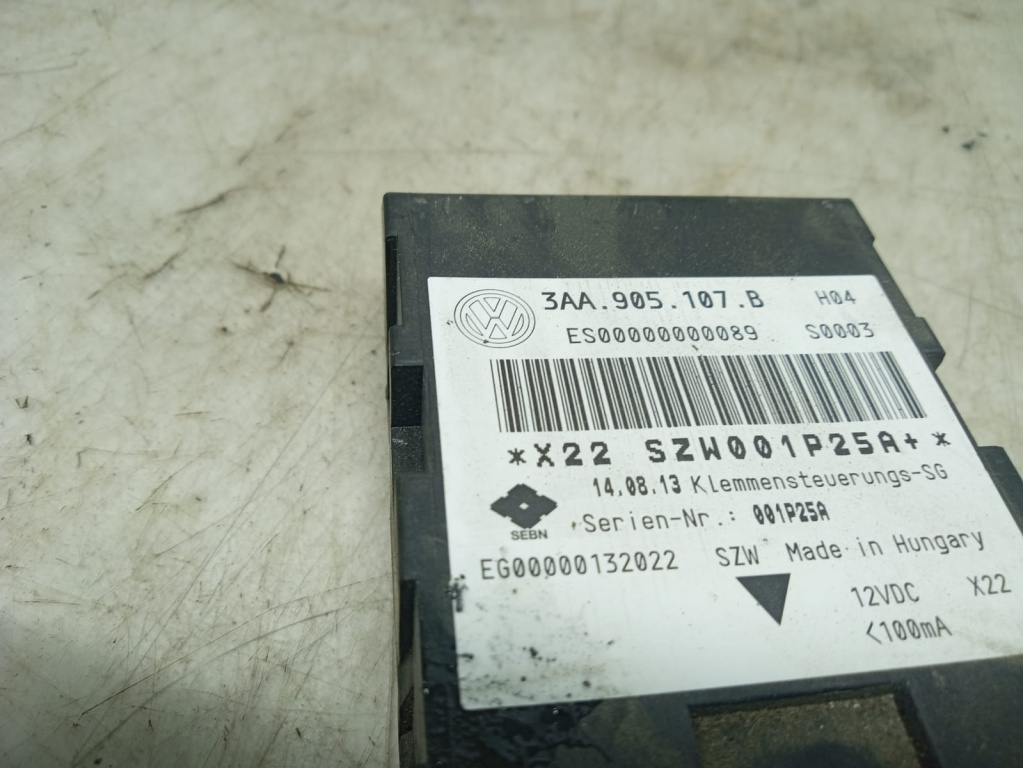 3AA.905.107.B H04
ES00000000089 S0003
*X22 SZW001P25A+*
14.08.13 Klemmensteuerungs-SG
SEBN
Serien-Nr.: 001P25A
EG00000132022 SZW Made in Hungary
12VDC X22
<100mA